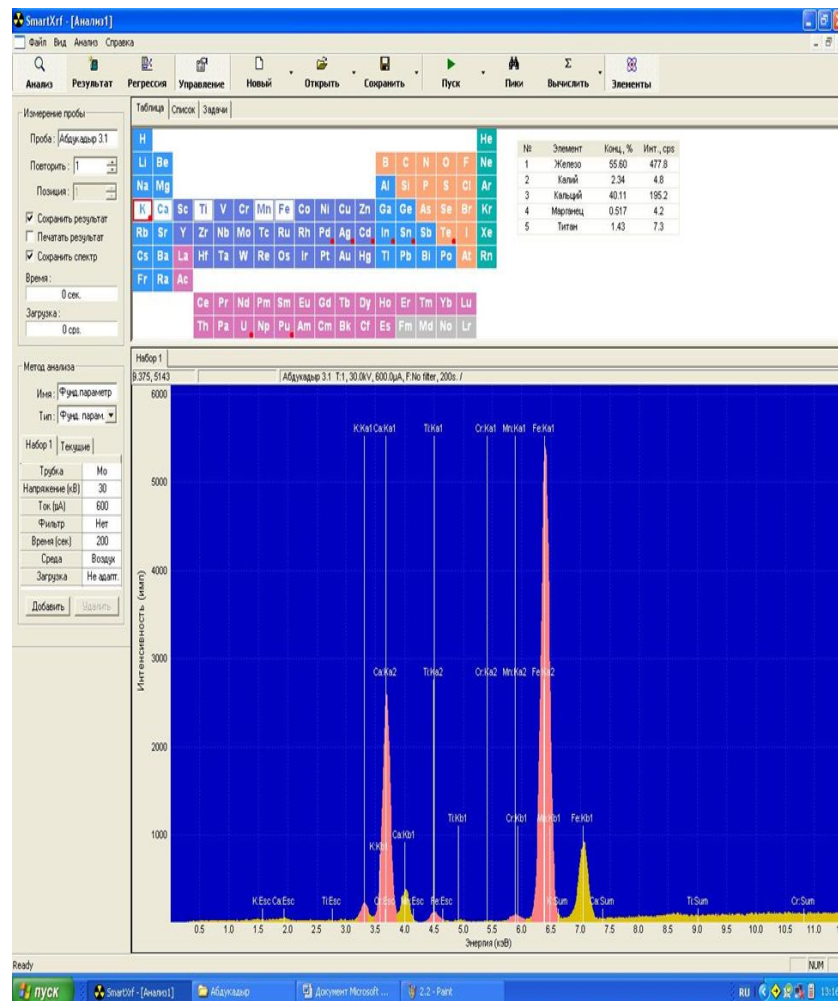 SmartXrf - [Анализ1]
Файл Вид Анализ Справка
Анализ Результат Регрессия Управление Новый Открыть Сохранить Пуск Пики Вычислить Элементы
Измерение пробы
Проба: Абдукадыр 3.1
Повторить: 1
Позиция: 1
Сохранить результат
Печатать результат
Сохранить спектр
Время:
0 сек.
Загрузка:
0 cps.
Метод анализа
Имя: Фунд.параметр
Тип: Фунд. парам.
Набор 1 Текущие
Трубка Mo
Напряжение (кВ) 30
Ток (µA) 600
Фильтр Нет
Время (сек) 200
Среда Воздух
Загрузка Не адапт.
Добавить Удалить
Таблица Список Задачи
H He
Li Be B C N O F Ne
Na Mg Al Si P S Cl Ar
K Ca Sc Ti V Cr Mn Fe Co Ni Cu Zn Ga Ge As Se Br Kr
Rb Sr Y Zr Nb Mo Tc Ru Rh Pd Ag Cd In Sn Sb Te I Xe
Cs Ba La Hf Ta W Re Os Ir Pt Au Hg Tl Pb Bi Po At Rn
Fr Ra Ac
Ce Pr Nd Pm Sm Eu Gd Tb Dy Ho Er Tm Yb Lu
Th Pa U Np Pu Am Cm Bk Cf Es Fm Md No Lr
№ Элемент Конц., % Инт., cps
1 Железо 55.60 477.8
2 Калий 2.34 4.8
3 Кальций 40.11 195.2
4 Марганец 0.517 4.2
5 Титан 1.43 7.3
Набор 1
9.375, 5143
Абдукадыр 3.1 T:1, 30.0kV, 600.0µA, F:No filter, 200s. /
6000
K:Ka1 Ca:Ka1 Ti:Ka1 Cr:Ka1 Mn:Ka1 Fe:Ka1
5000
4000
Интенсивность (имп)
3000
Ca:Ka2 Ti:Ka2 Cr:Ka2 Mn:Ka2 Fe:Ka2
2000
Ti:Kb1 Cr:Kb1 Mn:Kb1 Fe:Kb1
1000
K:Kb1 Ca:Kb1
K:Esc Ca:Esc Ti:Esc Cr:Esc Mn:Esc Fe:Esc K:Sum Ca:Sum Ti:Sum Cr:Sum
0.5 1.0 1.5 2.0 2.5 3.0 3.5 4.0 4.5 5.0 5.5 6.0 6.5 7.0 7.5 8.0 8.5 9.0 9.5 10.0 10.5 11.0
Энергия (кэВ)
Ready NUM
пуск SmartXrf - [Анализ1] Абдукадыр Документ Microsoft ... 2.2 - Paint RU 13:16